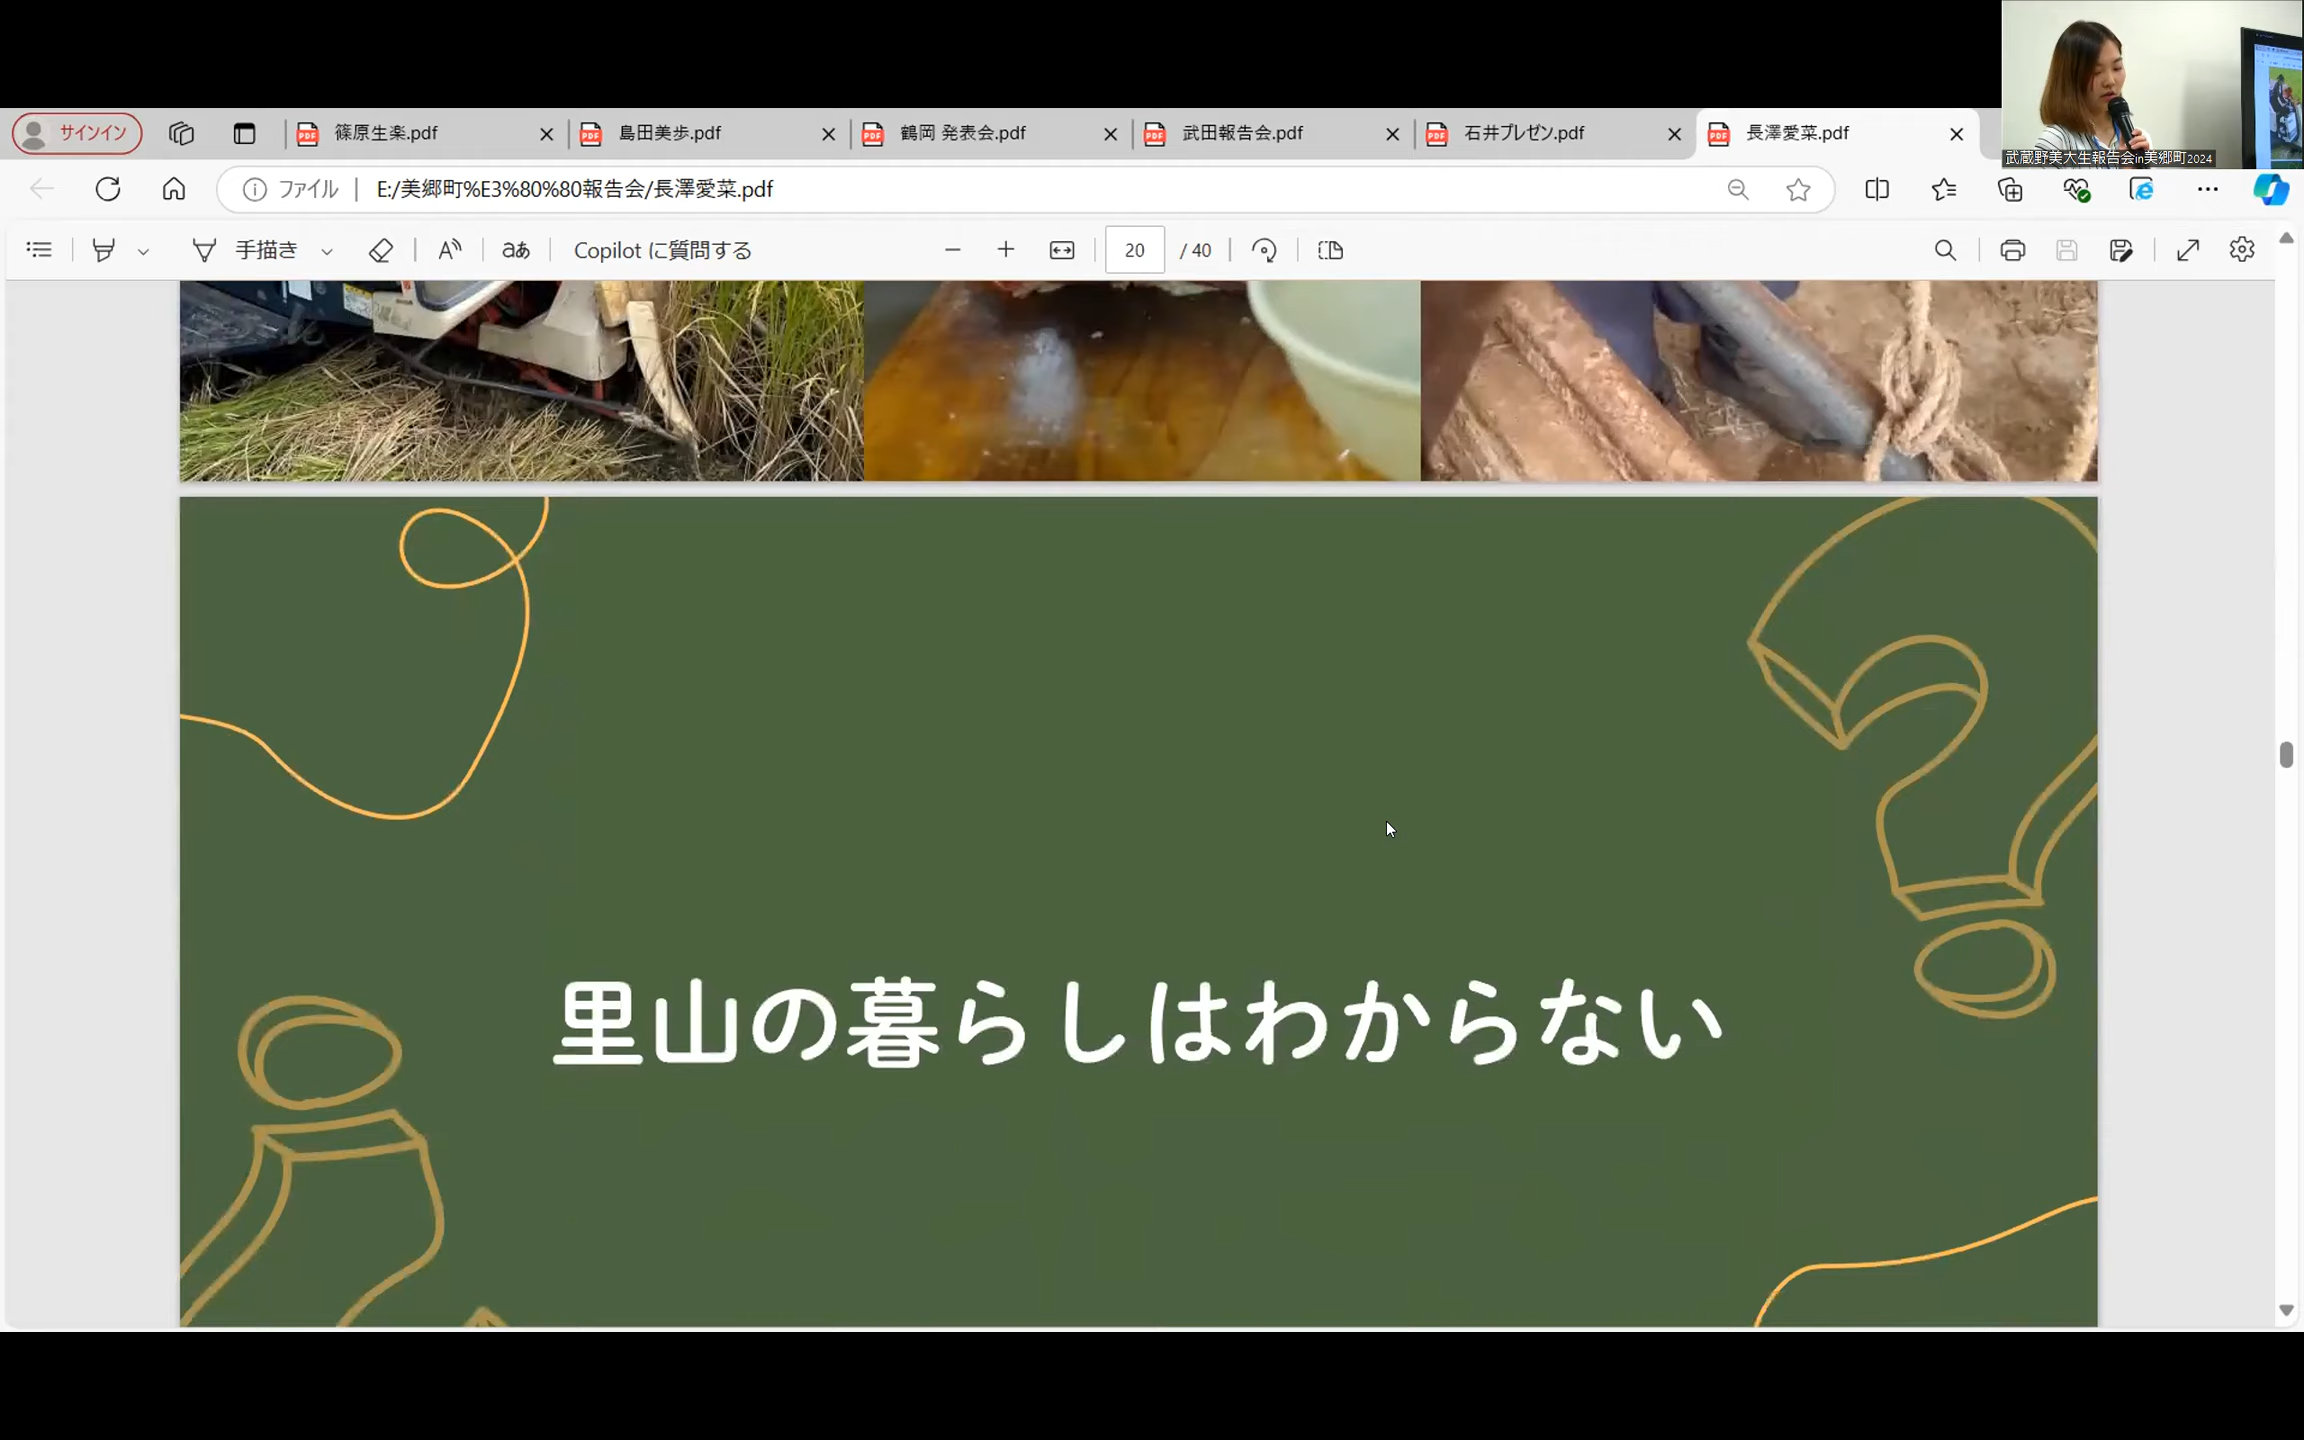 サインイン
篠原生楽.pdf
島田美歩.pdf
鶴岡 発表会.pdf
武田報告会.pdf
石井プレゼン.pdf
長澤愛菜.pdf
武蔵野美大生報告会in美郷町2024
ファイル
E:/美郷町%E3%80%80報告会/長澤愛菜.pdf
手描き
Copilot に質問する
20
/ 40
里山の暮らしはわからない